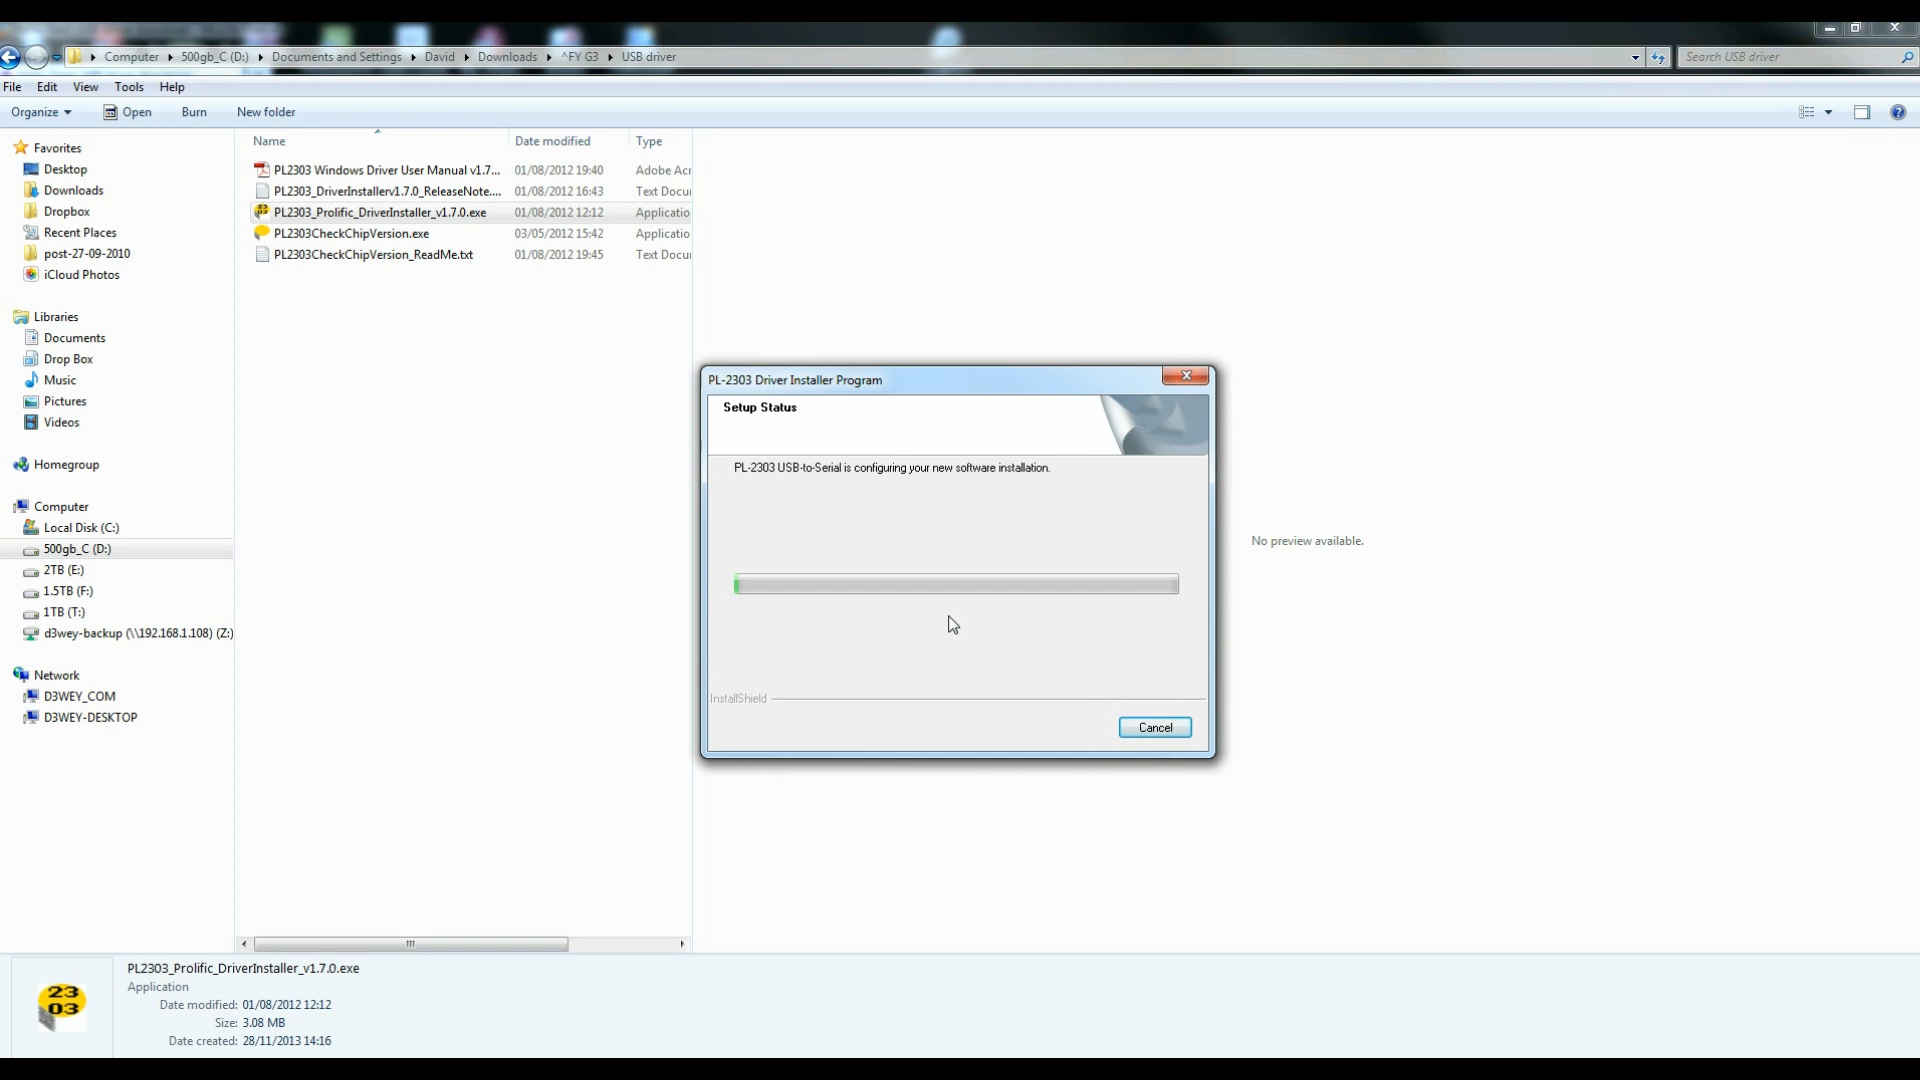 Computer 500gb_C (D:) Documents and Settings David Downloads ^FY G3 USB driver Search USB driver
File Edit View Tools Help
Organize Open Burn New folder
Name Date modified Type
PL2303 Windows Driver User Manual v1.7... 01/08/2012 19:40 Adobe Acr
PL2303_DriverInstallerv1.7.0_ReleaseNote.... 01/08/2012 16:43 Text Docu
PL2303_Prolific_DriverInstaller_v1.7.0.exe 01/08/2012 12:12 Applicatio
PL2303CheckChipVersion.exe 03/05/2012 15:42 Applicatio
PL2303CheckChipVersion_ReadMe.txt 01/08/2012 19:45 Text Docu
Favorites
Desktop
Downloads
Dropbox
Recent Places
post-27-09-2010
iCloud Photos
Libraries
Documents
Drop Box
Music
Pictures
Videos
Homegroup
Computer
Local Disk (C:)
500gb_C (D:)
2TB (E:)
1.5TB (F:)
1TB (T:)
d3wey-backup (\\192.168.1.108) (Z:)
Network
D3WEY_COM
D3WEY-DESKTOP
PL-2303 Driver Installer Program
Setup Status
PL-2303 USB-to-Serial is configuring your new software installation.
InstallShield
Cancel
No preview available.
23
03
PL2303_Prolific_DriverInstaller_v1.7.0.exe
Application
Date modified: 01/08/2012 12:12
Size: 3.08 MB
Date created: 28/11/2013 14:16